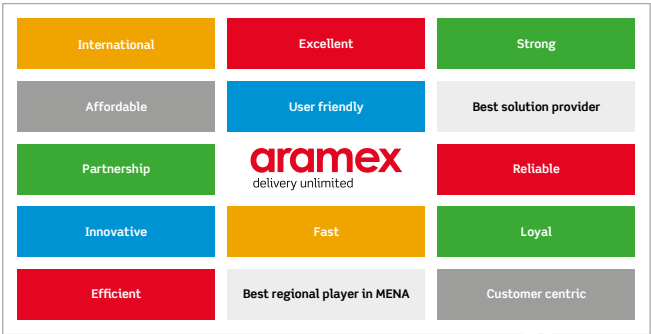 International
Excellent
Strong
Affordable
User friendly
Best solution provider
Partnership
aramex
delivery unlimited
Reliable
Innovative
Fast
Loyal
Efficient
Best regional player in MENA
Customer centric